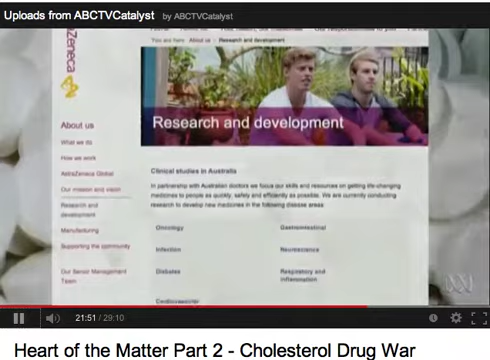 Uploads from ABCTVCatalyst by ABCTVCatalyst
AstraZeneca
You are here: About us Research and development
Research and development
About us
What we do
How we work
AstraZeneca Global
Our mission and vision
Research and
development
Manufacturing
Supporting the community
Our Senior Management
Team
Clinical studies in Australia
In partnership with Australian doctors we focus our skills and resources on getting life-changing
medicines to people as quickly, safely and efficiently as possible. We are currently conducting
research to develop new medicines in the following disease areas
Oncology
Gastrointestinal
Infection
Neuroscience
Diabetes
Respiratory and
Inflammation
Cardiovascular
21:51 / 29:10
Heart of the Matter Part 2 - Cholesterol Drug War